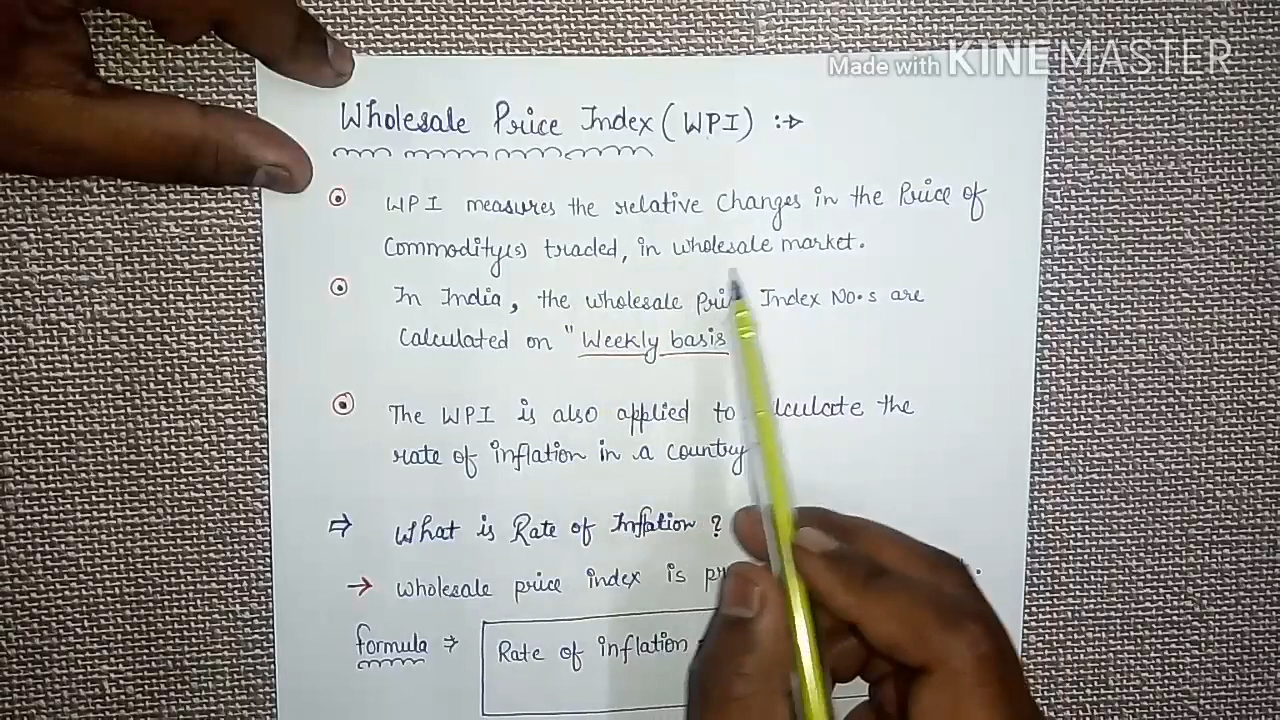 Made with KINEMASTER
Wholesale Price Index (WPI) :→
WPI measures the relative changes in the Price of
Commodity(s) traded, in wholesale market.
In India, the wholesale Index No.s are
Calculated on "Weekly basis
The WPI is also applied to the
rate of inflation in a country
⇒ What is Rate of Inflation ?
→ wholesale price index is
formula ⇒ Rate of inflation